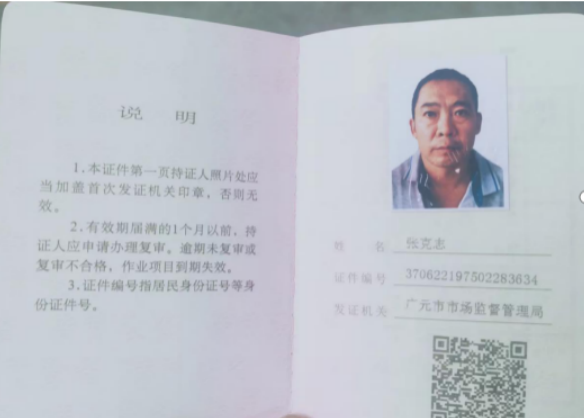 说 明
1、本证件第一页持证人照片处应
当加盖首次发证机关印章，否则无
效。
2、有效期届满的1个月以前，持
证人应申请办理复审。逾期未复审或
复审不合格，作业项目到期失效。
3、证件编号指居民身份证号等身
份证件号。
姓 名 张克志
证件编号 370622197502283634
发证机关 广元市市场监督管理局